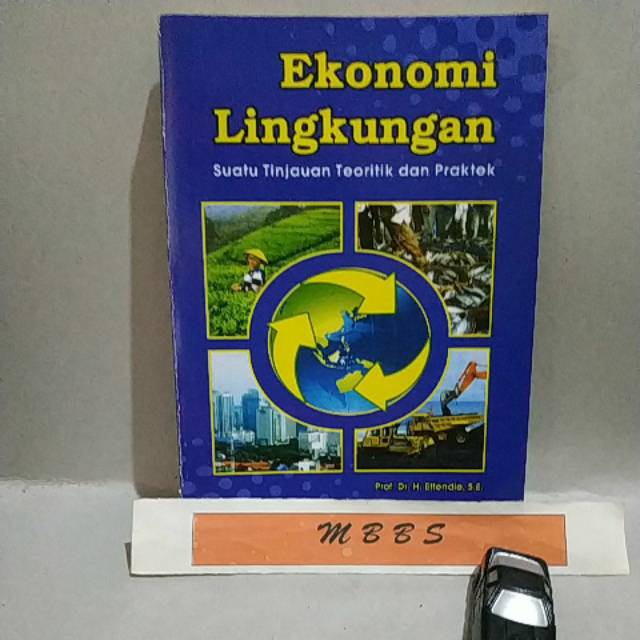 Ekonomi
Lingkungan
Suatu Tinjauan Teoritik dan Praktek
Prof. Dr. H. Effendie, S.E.
MBBS